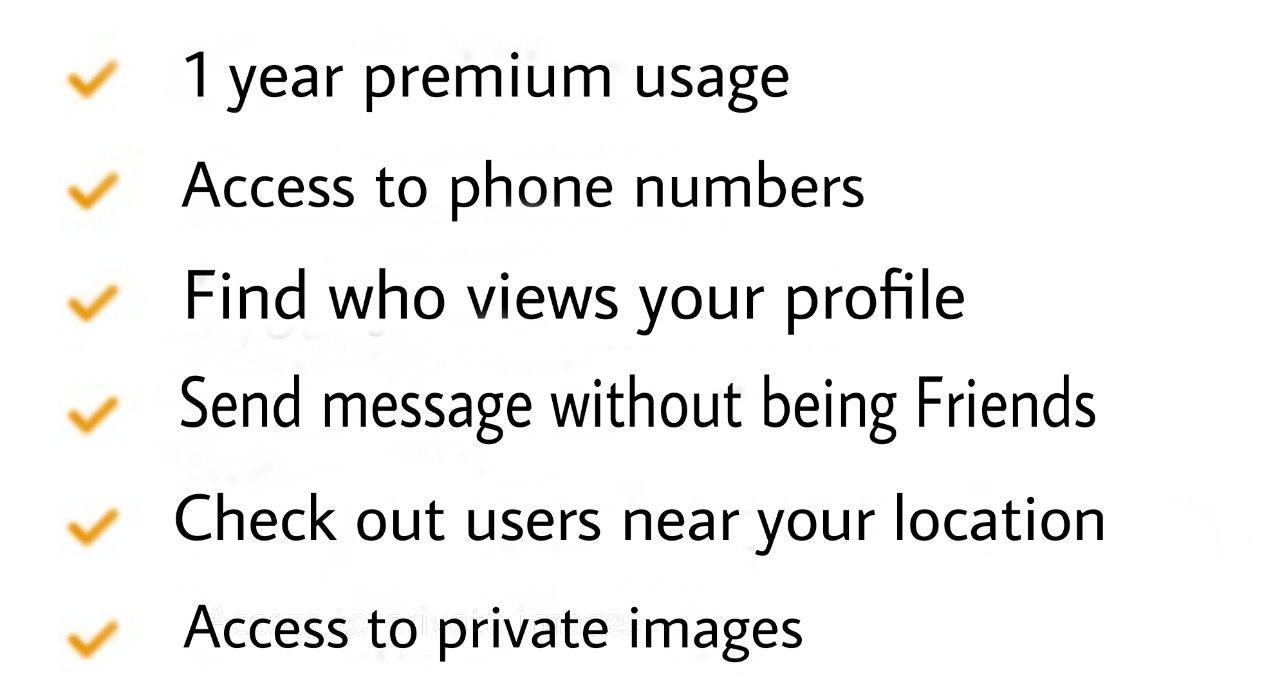 1 year premium usage
Access to phone numbers
Find who views your profile
Send message without being Friends
Check out users near your location
Access to private images